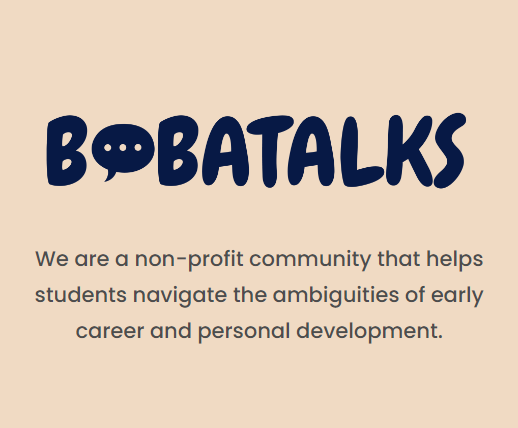 BOBATALKS
We are a non-profit community that helps
students navigate the ambiguities of early
career and personal development.